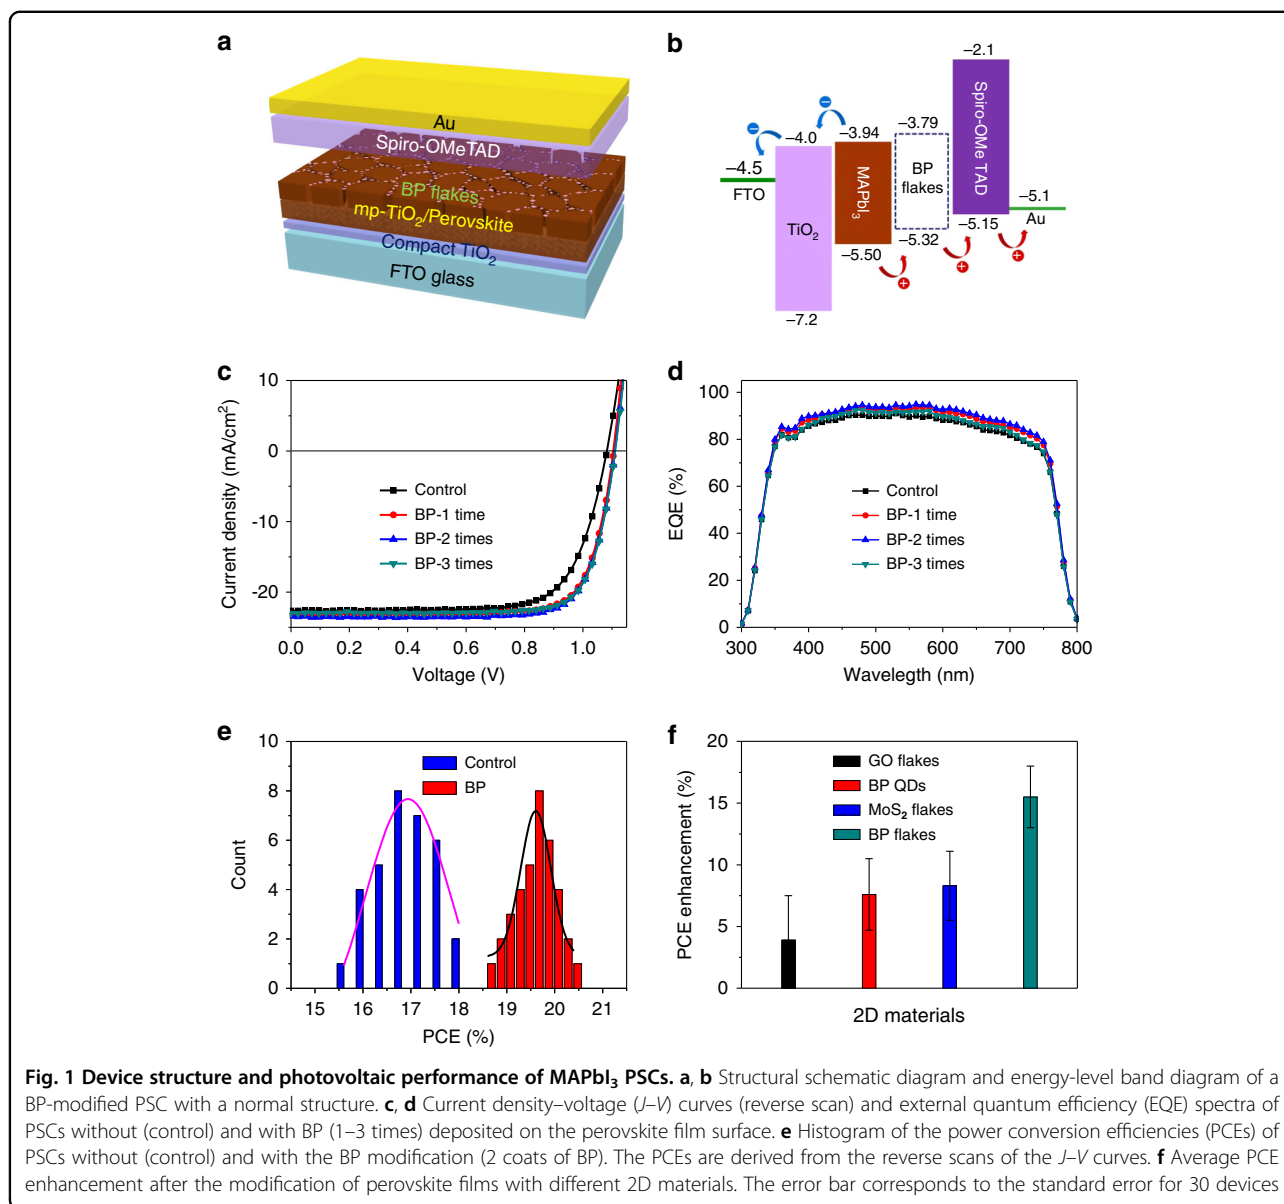 a
Au
Spiro-OMeTAD
BP flakes
mp-TiO₂/Perovskite
Compact TiO₂
FTO glass
b
–2.1
–3.79
–4.0
–3.94
–4.5
FTO
TiO₂
MAPbI₃
BP
flakes
Spiro-OMe TAD
–5.1
Au
–5.15
–5.32
–5.50
–7.2
c
10
0
-10
-20
Current density (mA/cm²)
Control
BP-1 time
BP-2 times
BP-3 times
0.0 0.2 0.4 0.6 0.8 1.0
Voltage (V)
d
100
80
60
40
20
0
EQE (%)
Control
BP-1 time
BP-2 times
BP-3 times
300 400 500 600 700 800
Wavelegth (nm)
e
10
8
6
4
2
0
Count
Control
BP
15 16 17 18 19 20 21
PCE (%)
f
20
15
10
5
0
PCE enhancement (%)
GO flakes
BP QDs
MoS₂ flakes
BP flakes
2D materials
Fig. 1 Device structure and photovoltaic performance of MAPbI₃ PSCs. a, b Structural schematic diagram and energy-level band diagram of a
BP-modified PSC with a normal structure. c, d Current density–voltage (J–V) curves (reverse scan) and external quantum efficiency (EQE) spectra of
PSCs without (control) and with BP (1–3 times) deposited on the perovskite film surface. e Histogram of the power conversion efficiencies (PCEs) of
PSCs without (control) and with the BP modification (2 coats of BP). The PCEs are derived from the reverse scans of the J–V curves. f Average PCE
enhancement after the modification of perovskite films with different 2D materials. The error bar corresponds to the standard error for 30 devices